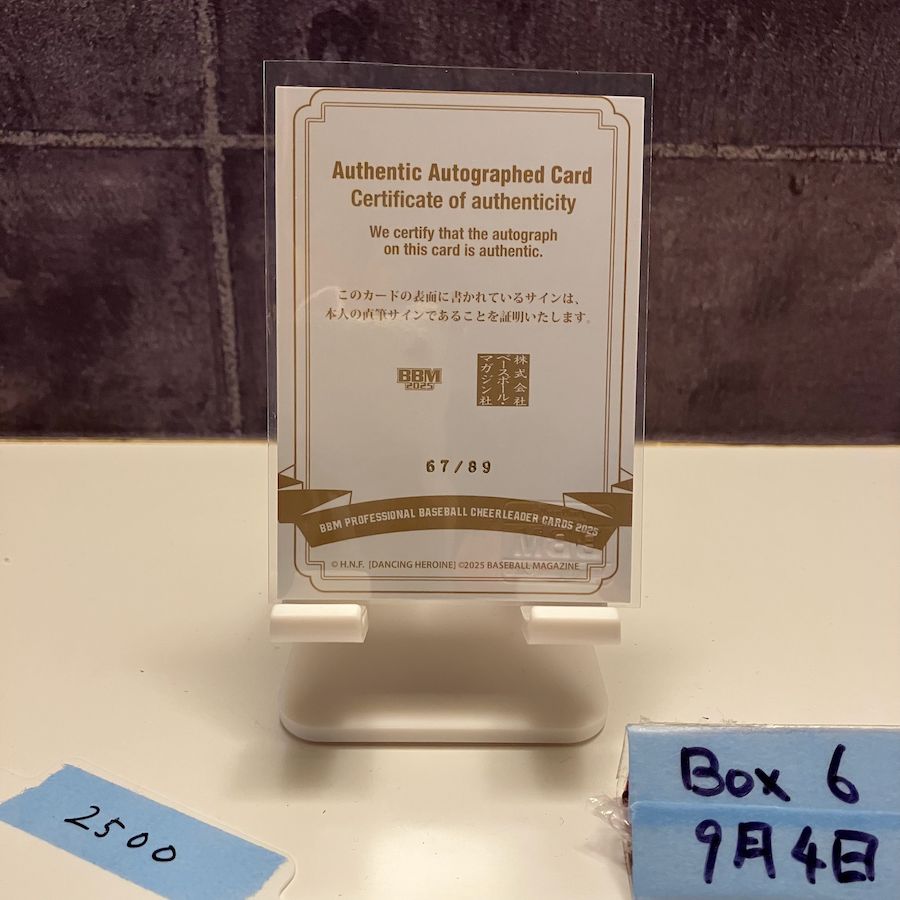 Authentic Autographed Card
Certificate of authenticity
We certify that the autograph
on this card is authentic.
このカードの表面に書かれているサインは、
本人の直筆サインであることを証明いたします。
BBM
2025
株式会社
ベースボール・
マガジン社
67/89
BBM PROFESSIONAL BASEBALL CHEERLEADER CARDS 2025
© H.N.F. [DANCING HEROINE] ©2025 BASEBALL MAGAZINE
2500
Box 6
9月4日